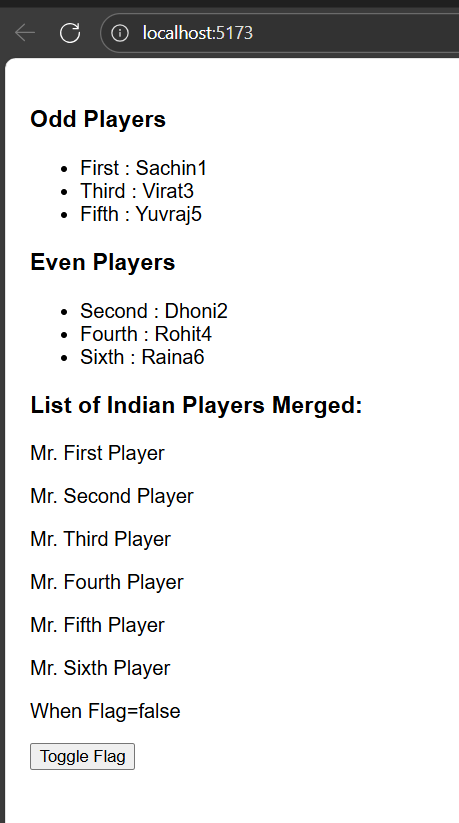 localhost:5173
Odd Players
First : Sachin1
Third : Virat3
Fifth : Yuvraj5
Even Players
Second : Dhoni2
Fourth : Rohit4
Sixth : Raina6
List of Indian Players Merged:
Mr. First Player
Mr. Second Player
Mr. Third Player
Mr. Fourth Player
Mr. Fifth Player
Mr. Sixth Player
When Flag=false
Toggle Flag